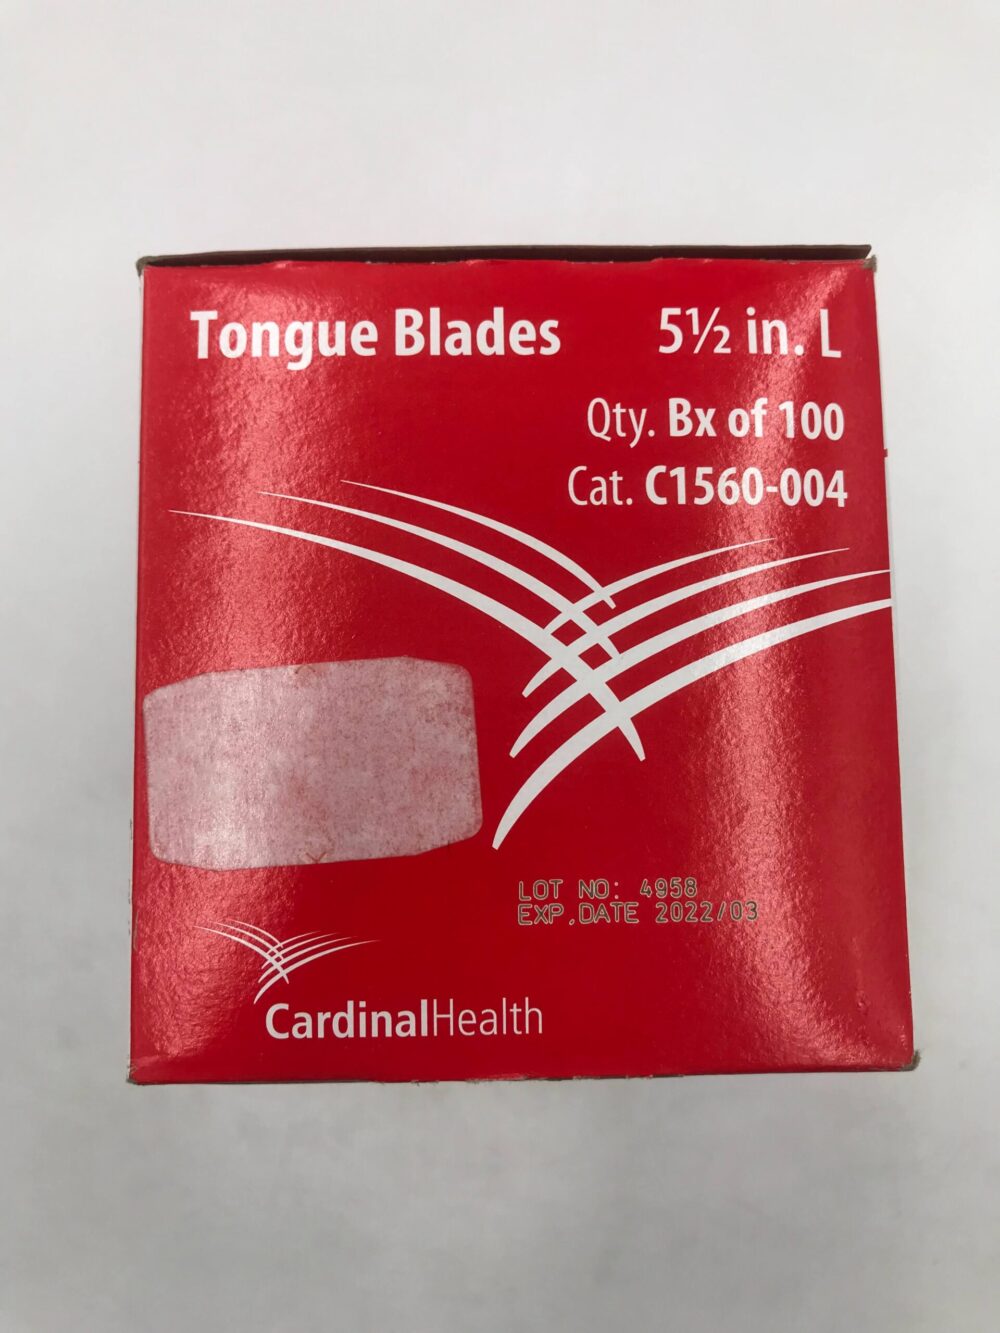 Tongue Blades 5½ in. L
Qty. Bx of 100
Cat. C1560-004
LOT NO: 4958
EXP.DATE 2022/03
CardinalHealth